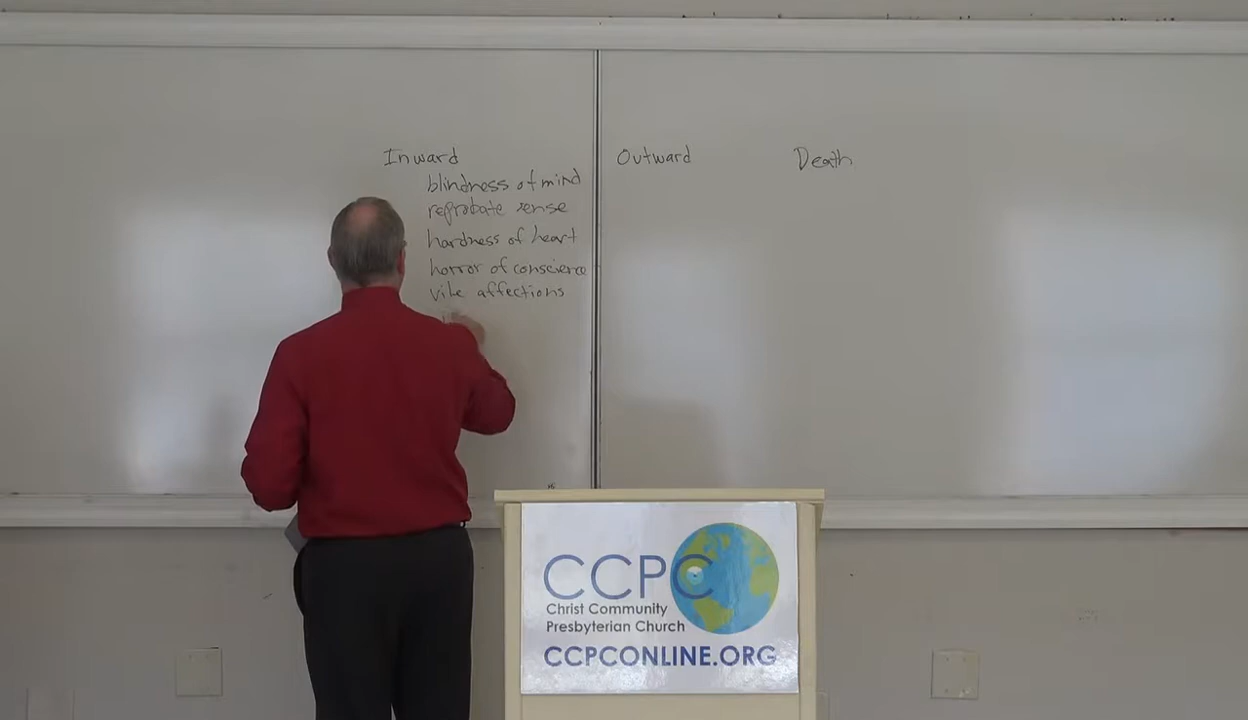 Inward Outward Death
blindness of mind
reprobate sense
hardness of heart
horror of conscience
vile affections
CCPC
Christ Community
Presbyterian Church
CCPCONLINE.ORG